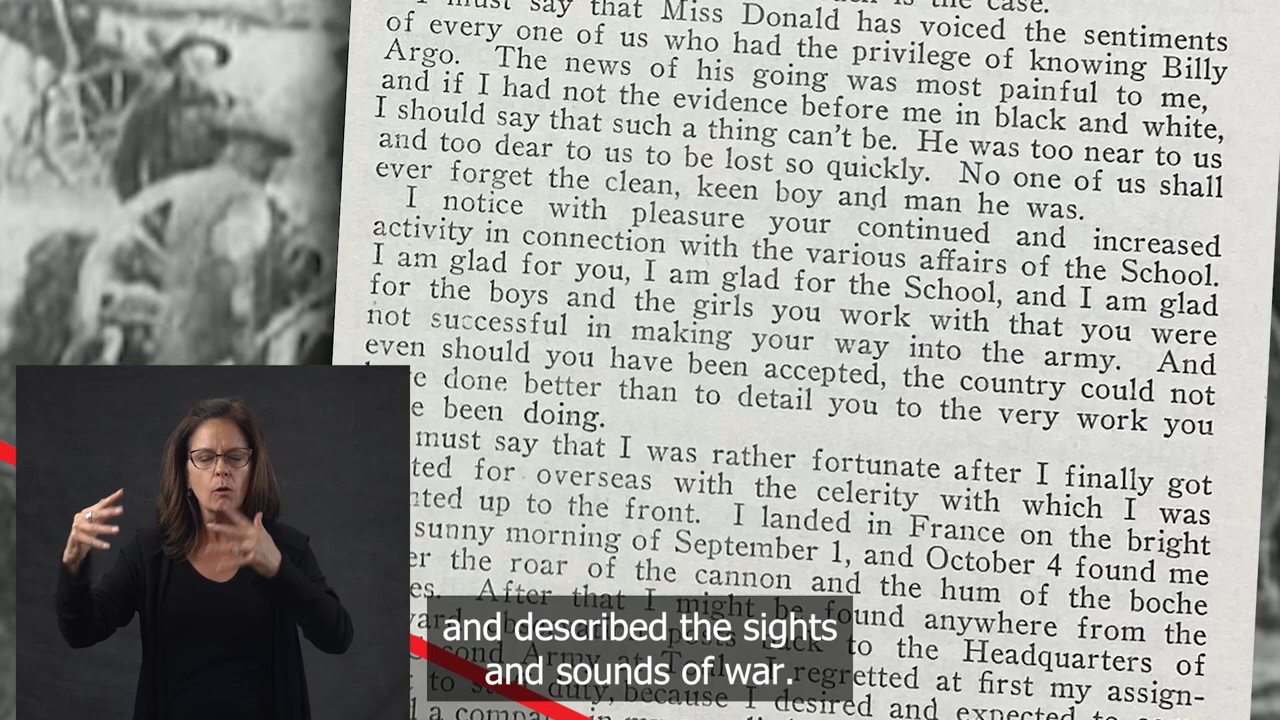 I must say that Miss Donald has voiced the sentiments
of every one of us who had the privilege of knowing Billy
Argo. The news of his going was most painful to me,
and if I had not the evidence before me in black and white,
I should say that such a thing can't be. He was too near to us
and too dear to us to be lost so quickly. No one of us shall
ever forget the clean, keen boy and man he was.
I notice with pleasure your continued and increased
activity in connection with the various affairs of the School.
I am glad for you, I am glad for the School, and I am glad
for the boys and the girls you work with that you were
not successful in making your way into the army. And
even should you have been accepted, the country could not
done better than to detail you to the very work you
been doing.
must say that I was rather fortunate after I finally got
for overseas with the celerity with which I was
up to the front. I landed in France on the bright
sunny morning of September 1, and October 4 found me
the roar of the cannon and the hum of the boche
After that I might be found anywhere from the
to the Headquarters of
Army at regretted at first my assign-
to duty, because I desired and expected to
and described the sights
and sounds of war.